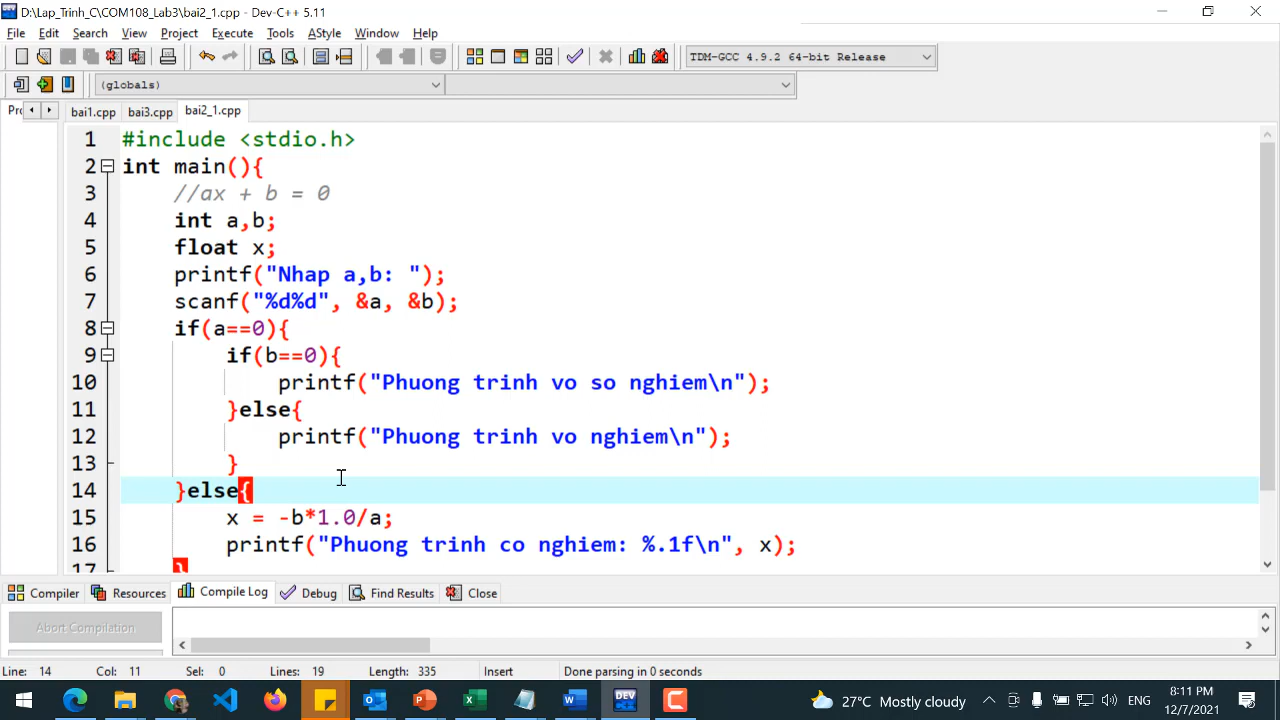 D:\Lap_Trinh_C\COM108_Lab3\bai2_1.cpp - Dev-C++ 5.11
File Edit Search View Project Execute Tools AStyle Window Help
TDM-GCC 4.9.2 64-bit Release
(globals)
bai1.cpp bai3.cpp bai2_1.cpp
1 #include <stdio.h>
2 int main(){
3 //ax + b = 0
4 int a,b;
5 float x;
6 printf("Nhap a,b: ");
7 scanf("%d%d", &a, &b);
8 if(a==0){
9 if(b==0){
10 printf("Phuong trinh vo so nghiem\n");
11 }else{
12 printf("Phuong trinh vo nghiem\n");
13 }
14 }else{
15 x = -b*1.0/a;
16 printf("Phuong trinh co nghiem: %.1f\n", x);
17 }
Compiler Resources Compile Log Debug Find Results Close
Abort Compilation
Line: 14 Col: 11 Sel: 0 Lines: 19 Length: 335 Insert Done parsing in 0 seconds
DEV 27°C Mostly cloudy ENG 8:11 PM
12/7/2021